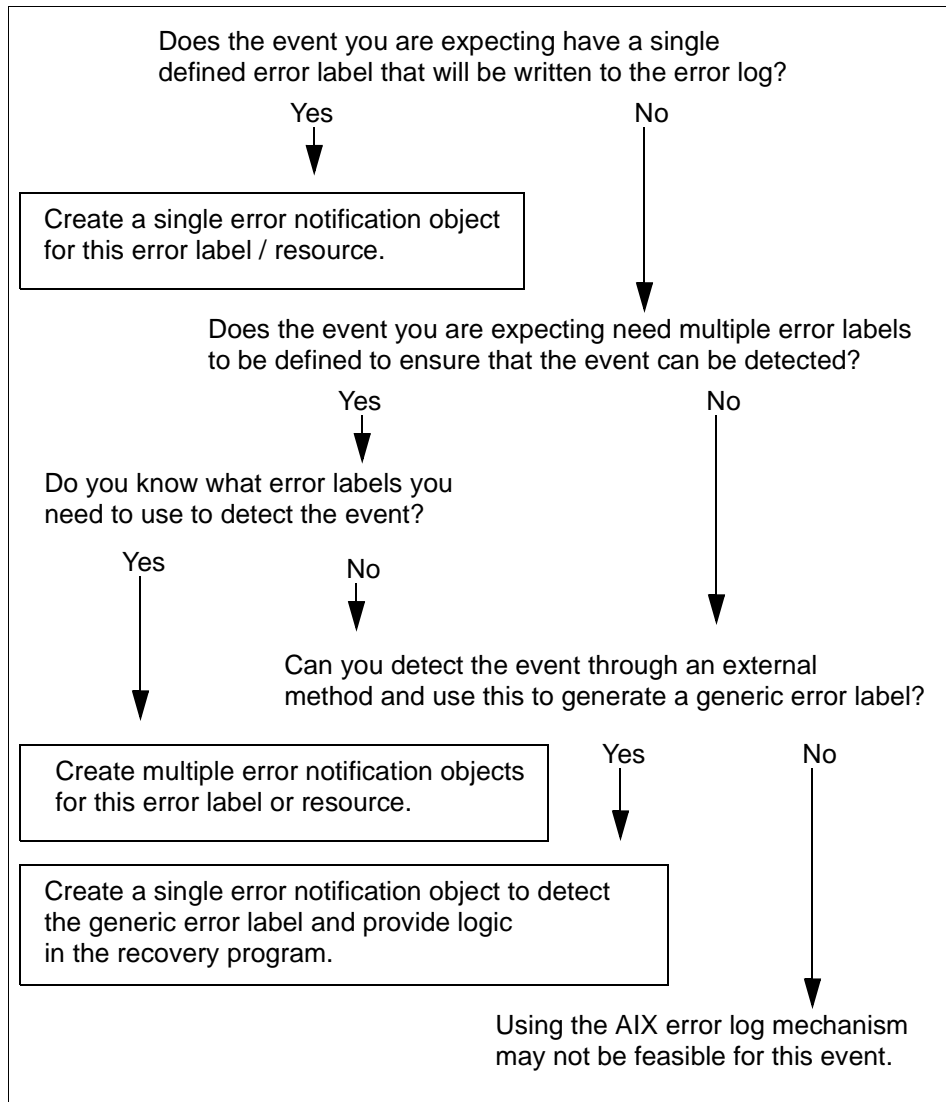 Does the event you are expecting have a single
defined error label that will be written to the error log?
Yes
No
Create a single error notification object
for this error label / resource.
Does the event you are expecting need multiple error labels
to be defined to ensure that the event can be detected?
Yes
No
Do you know what error labels you
need to use to detect the event?
Yes
No
Can you detect the event through an external
method and use this to generate a generic error label?
Yes
No
Create multiple error notification objects
for this error label or resource.
Create a single error notification object to detect
the generic error label and provide logic
in the recovery program.
Using the AIX error log mechanism
may not be feasible for this event.